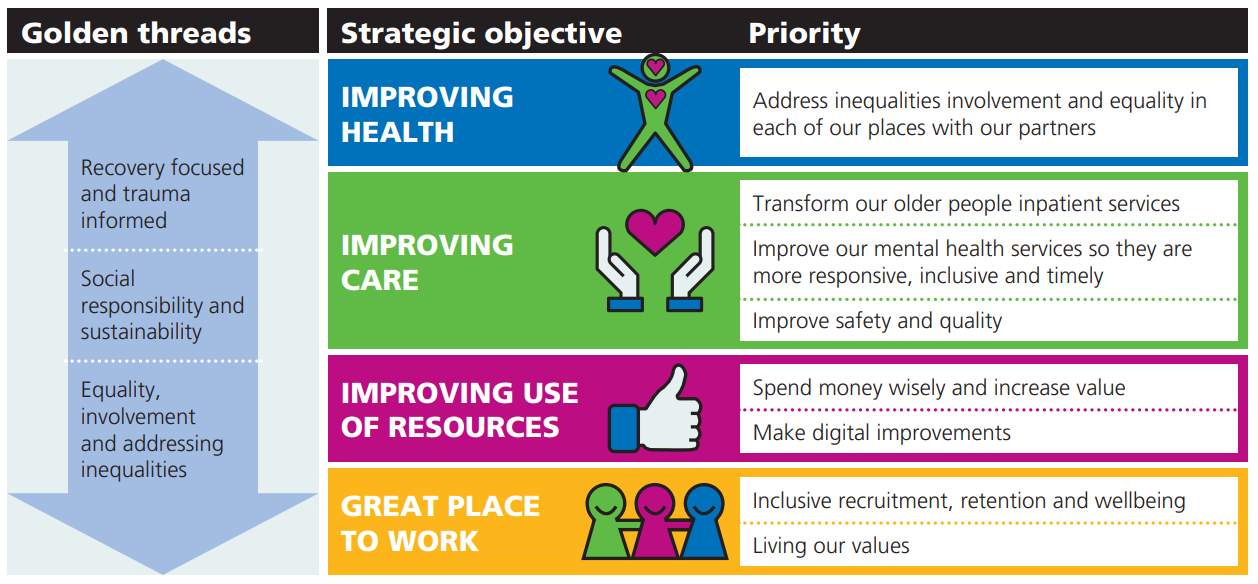 Golden threads
Recovery focused
and trauma
informed
Social
responsibility and
sustainability
Equality,
involvement
and addressing
inequalities
Strategic objective
Priority
IMPROVING
HEALTH
Address inequalities involvement and equality in
each of our places with our partners
IMPROVING
CARE
Transform our older people inpatient services
Improve our mental health services so they are
more responsive, inclusive and timely
Improve safety and quality
IMPROVING USE
OF RESOURCES
Spend money wisely and increase value
Make digital improvements
GREAT PLACE
TO WORK
Inclusive recruitment, retention and wellbeing
Living our values